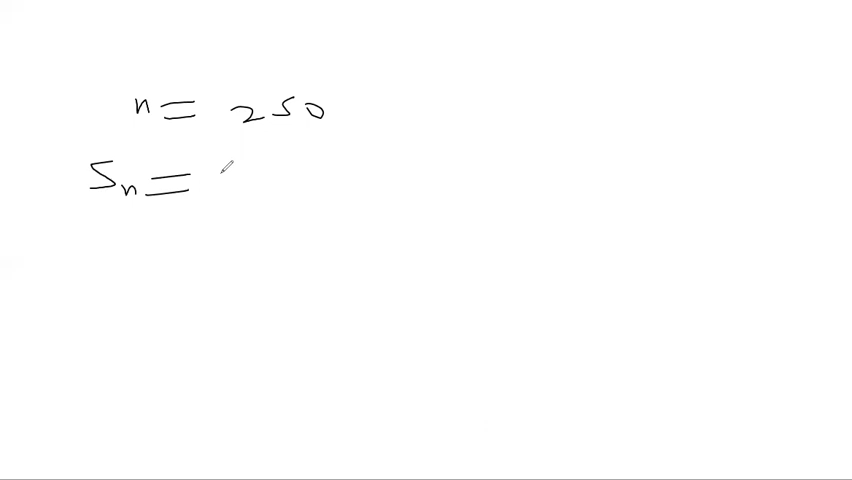 n = 250
Sn =